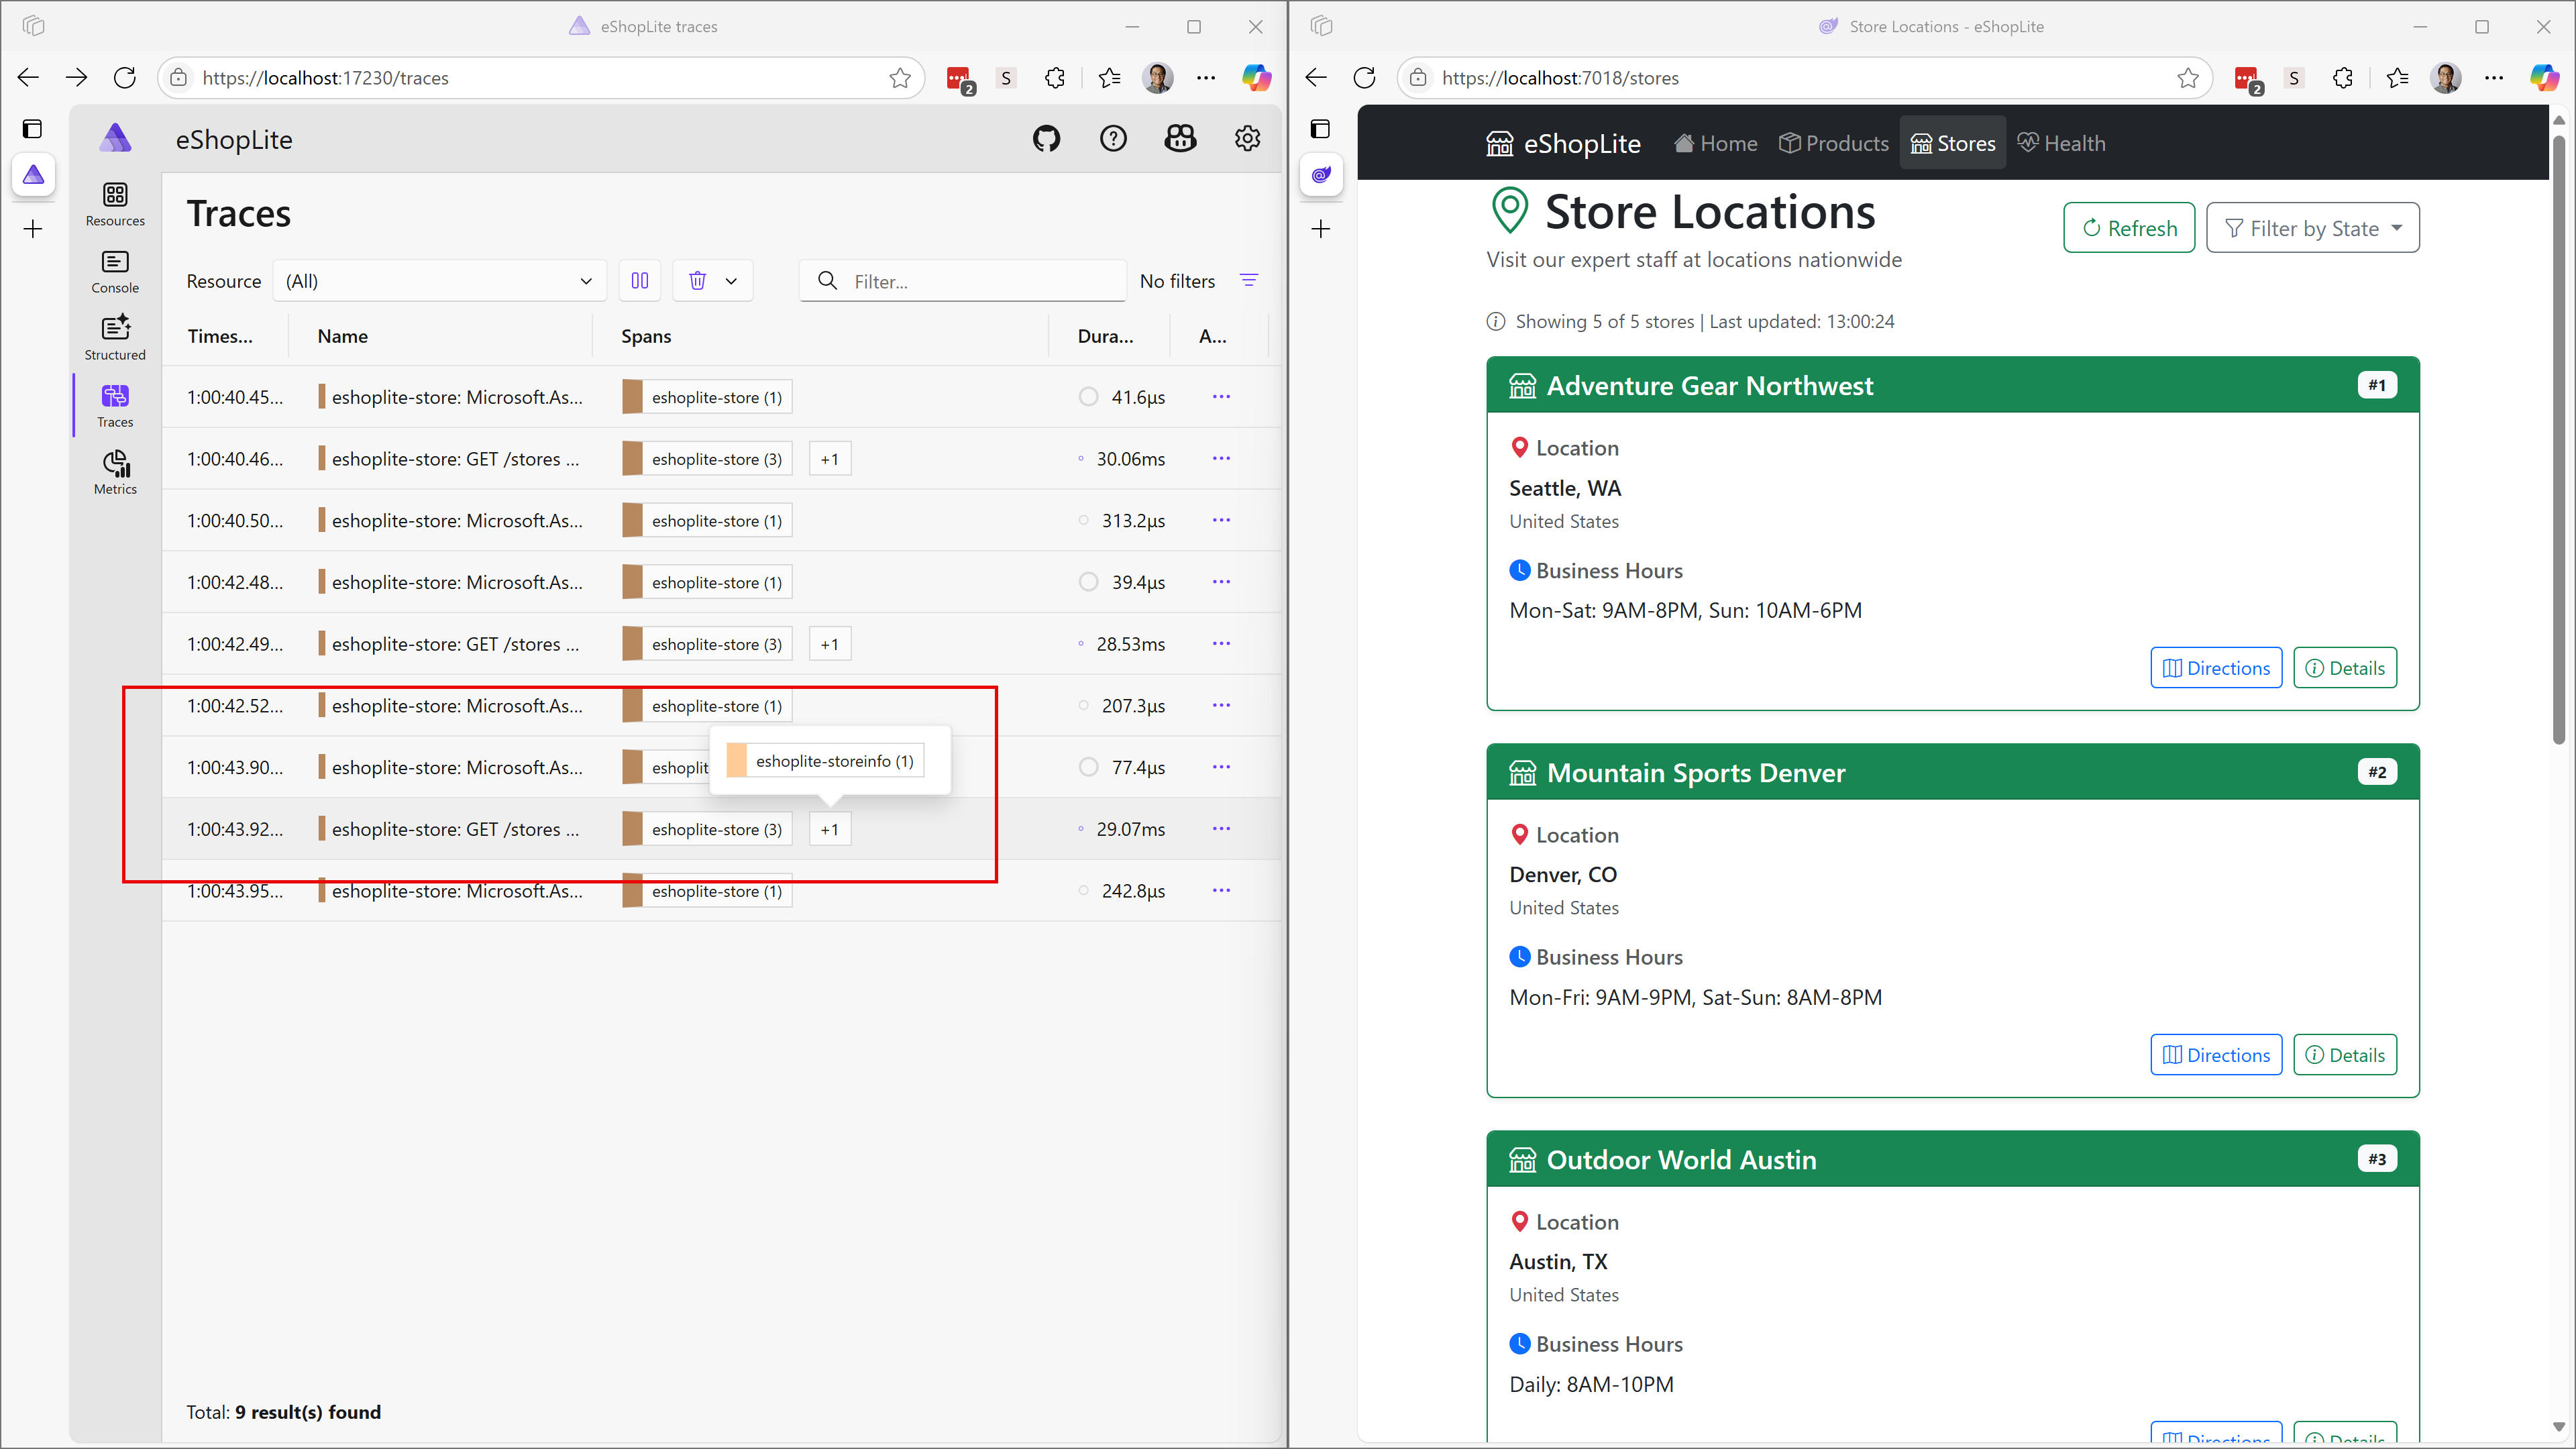 eShopLite traces
https://localhost:17230/traces
2
S
eShopLite
Resources
Console
Structured
Traces
Metrics
Traces
Resource
(All)
Filter...
No filters
Times... Name Spans Dura... A...
1:00:40.45... eshoplite-store: Microsoft.As... eshoplite-store (1) 41.6µs ...
1:00:40.46... eshoplite-store: GET /stores ... eshoplite-store (3) +1 30.06ms ...
1:00:40.50... eshoplite-store: Microsoft.As... eshoplite-store (1) 313.2µs ...
1:00:42.48... eshoplite-store: Microsoft.As... eshoplite-store (1) 39.4µs ...
1:00:42.49... eshoplite-store: GET /stores ... eshoplite-store (3) +1 28.53ms ...
1:00:42.52... eshoplite-store: Microsoft.As... eshoplite-store (1) 207.3µs ...
eshoplite-storeinfo (1)
1:00:43.90... eshoplite-store: Microsoft.As... eshoplit 77.4µs ...
1:00:43.92... eshoplite-store: GET /stores ... eshoplite-store (3) +1 29.07ms ...
1:00:43.95... eshoplite-store: Microsoft.As... eshoplite-store (1) 242.8µs ...
Total: 9 result(s) found
Store Locations - eShopLite
https://localhost:7018/stores
2
S
eShopLite Home Products Stores Health
Store Locations
Visit our expert staff at locations nationwide
Refresh
Filter by State
Showing 5 of 5 stores | Last updated: 13:00:24
Adventure Gear Northwest #1
Location
Seattle, WA
United States
Business Hours
Mon-Sat: 9AM-8PM, Sun: 10AM-6PM
Directions Details
Mountain Sports Denver #2
Location
Denver, CO
United States
Business Hours
Mon-Fri: 9AM-9PM, Sat-Sun: 8AM-8PM
Directions Details
Outdoor World Austin #3
Location
Austin, TX
United States
Business Hours
Daily: 8AM-10PM
Directions Details